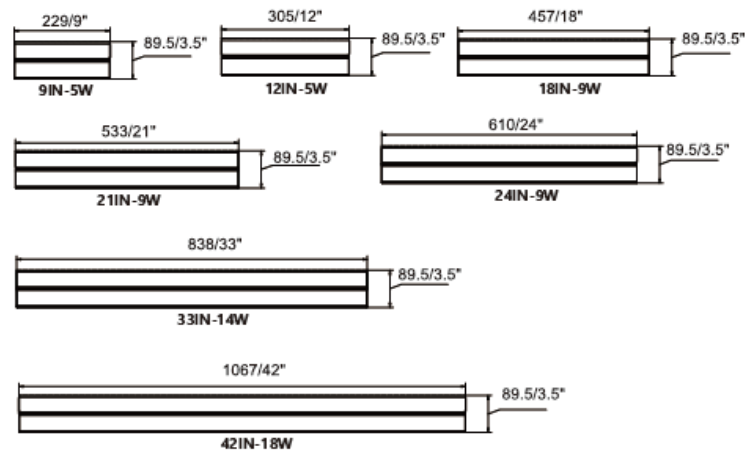 229/9"
89.5/3.5"
9IN-5W
305/12"
89.5/3.5"
12IN-5W
457/18"
89.5/3.5"
18IN-9W
533/21"
89.5/3.5"
21IN-9W
610/24"
89.5/3.5"
24IN-9W
838/33"
89.5/3.5"
33IN-14W
1067/42"
89.5/3.5"
42IN-18W